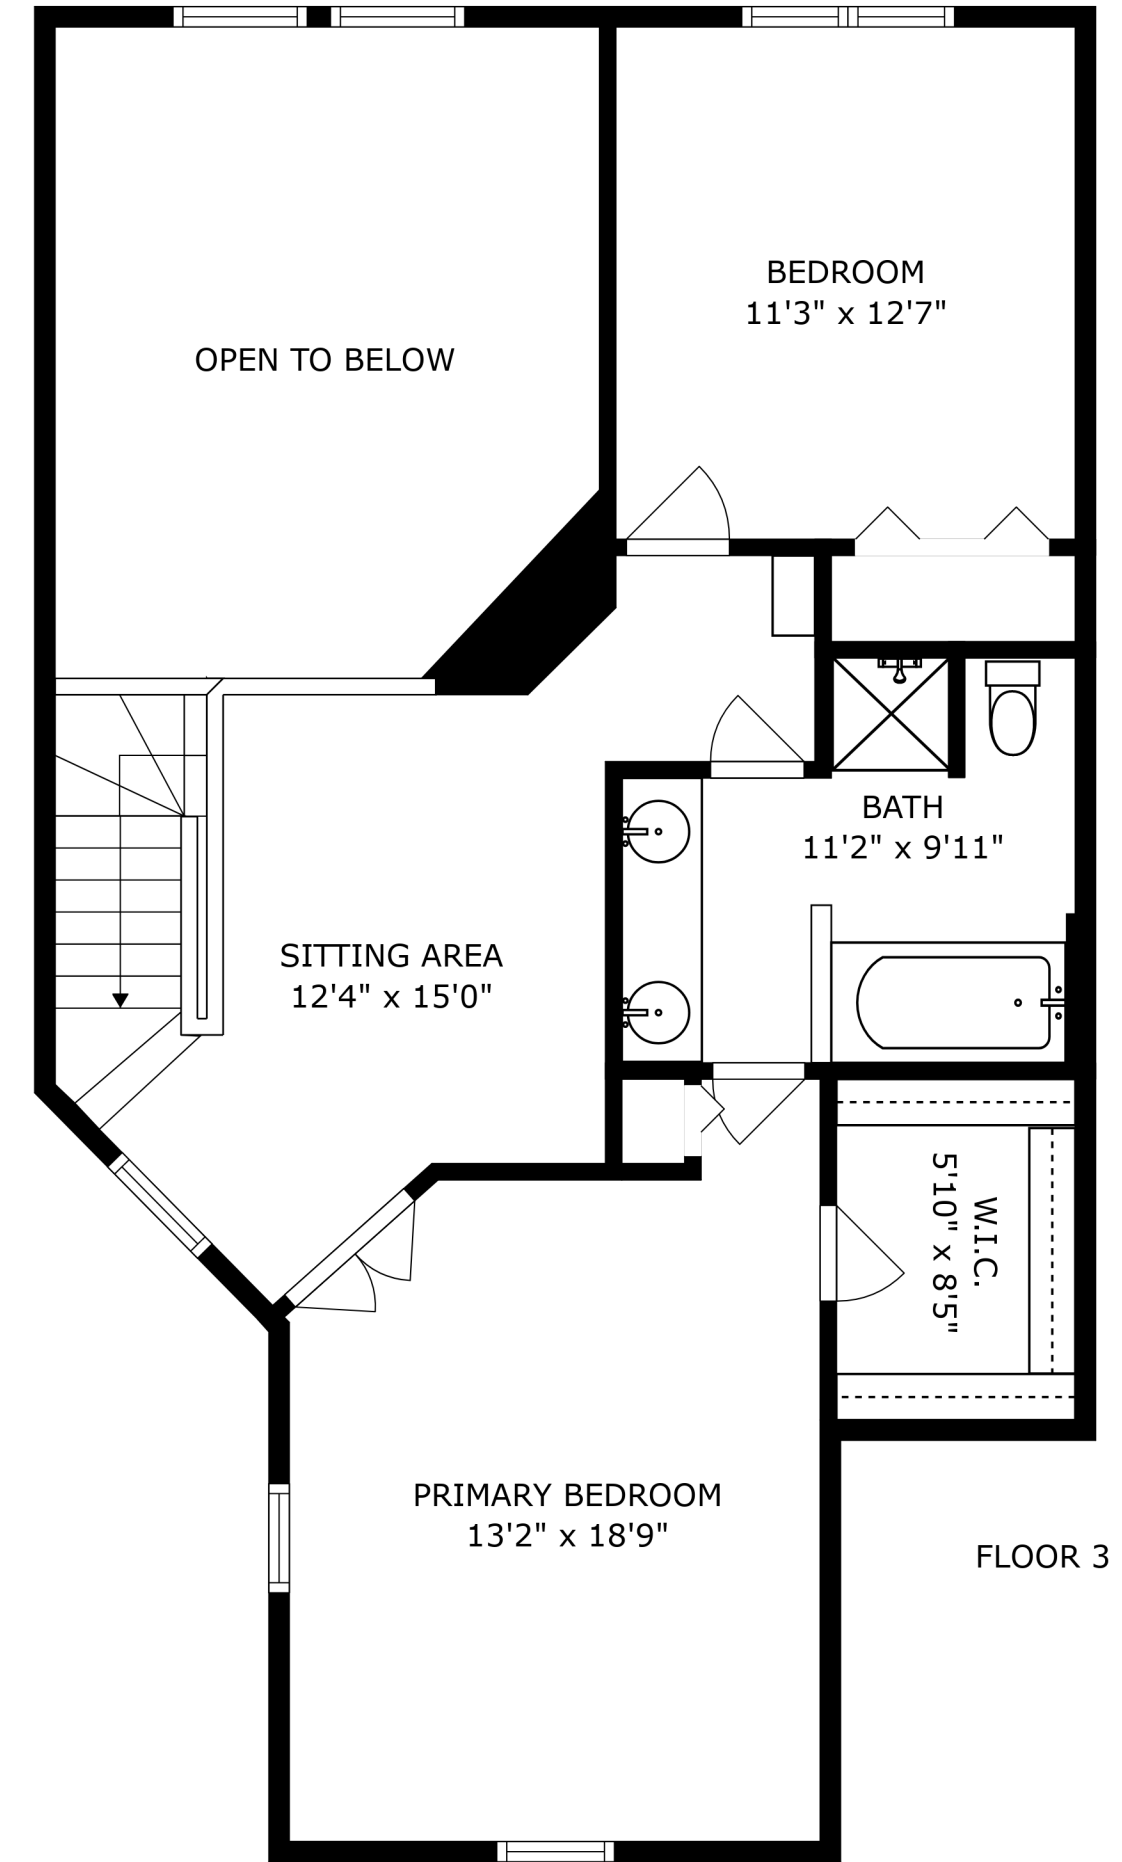 BEDROOM
11'3" x 12'7"
OPEN TO BELOW
BATH
11'2" x 9'11"
SITTING AREA
12'4" x 15'0"
W.I.C.
5'10" x 8'5"
PRIMARY BEDROOM
13'2" x 18'9"
FLOOR 3